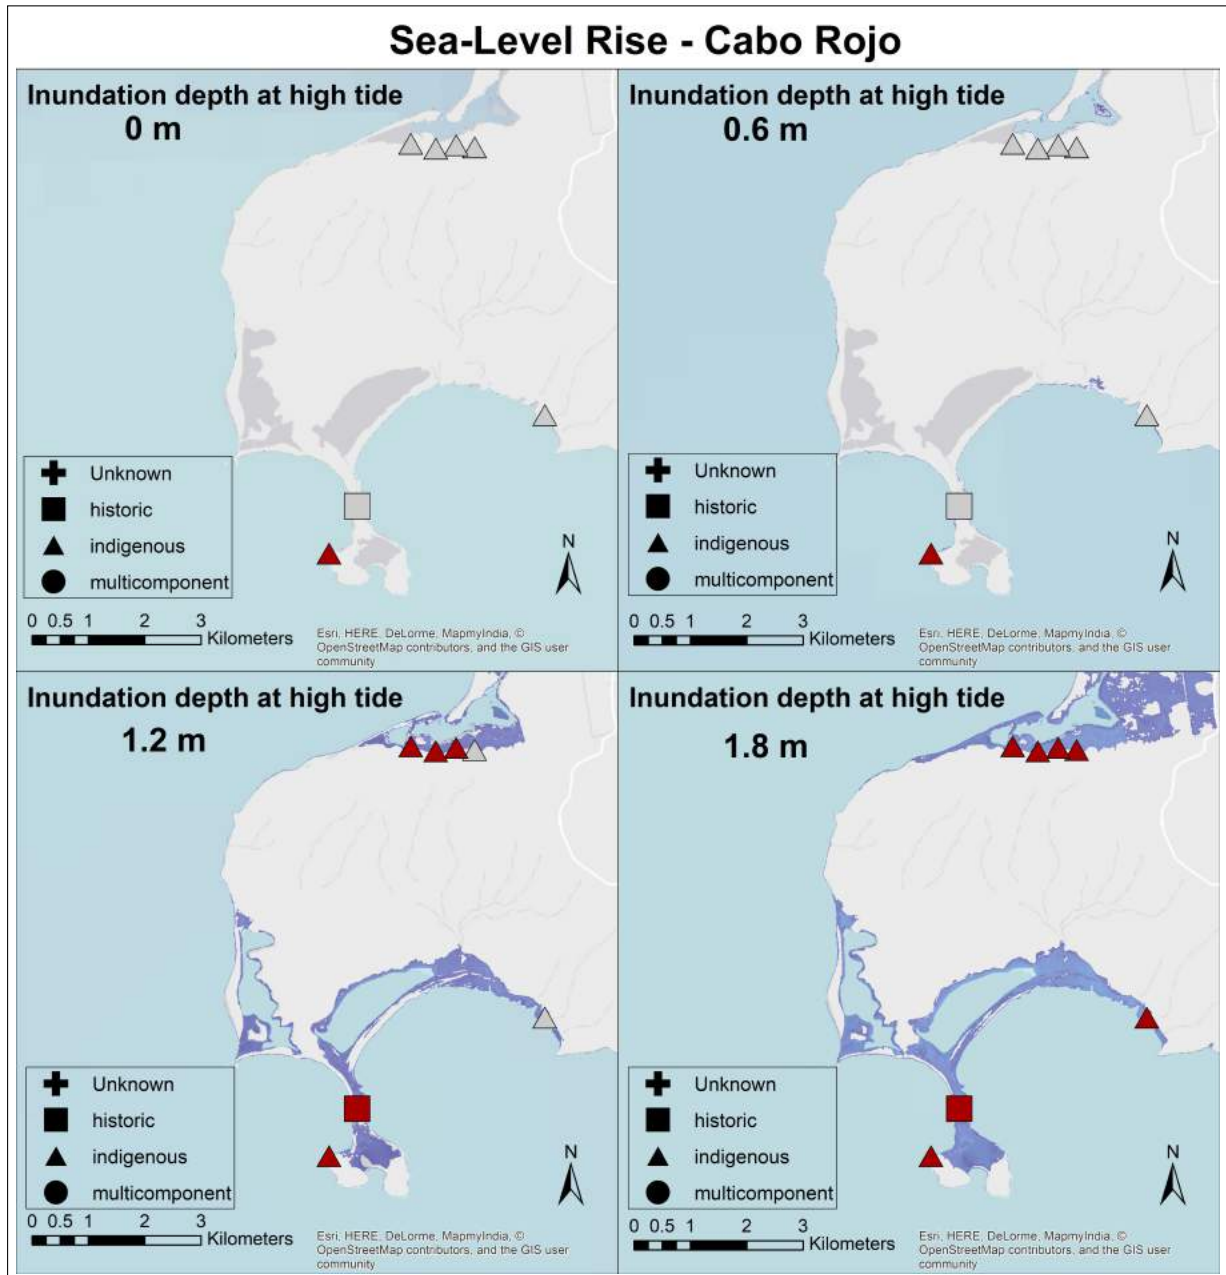 Sea-Level Rise - Cabo Rojo
Inundation depth at high tide
0 m
Unknown
historic
indigenous
multicomponent
N
0 0.5 1 2 3
Kilometers
Esri, HERE, DeLorme, MapmyIndia, ©
OpenStreetMap contributors, and the GIS user
community
Inundation depth at high tide
0.6 m
Unknown
historic
indigenous
multicomponent
N
0 0.5 1 2 3
Kilometers
Esri, HERE, DeLorme, MapmyIndia, ©
OpenStreetMap contributors, and the GIS user
community
Inundation depth at high tide
1.2 m
Unknown
historic
indigenous
multicomponent
N
0 0.5 1 2 3
Kilometers
Esri, HERE, DeLorme, MapmyIndia, ©
OpenStreetMap contributors, and the GIS user
community
Inundation depth at high tide
1.8 m
Unknown
historic
indigenous
multicomponent
N
0 0.5 1 2 3
Kilometers
Esri, HERE, DeLorme, MapmyIndia, ©
OpenStreetMap contributors, and the GIS user
community